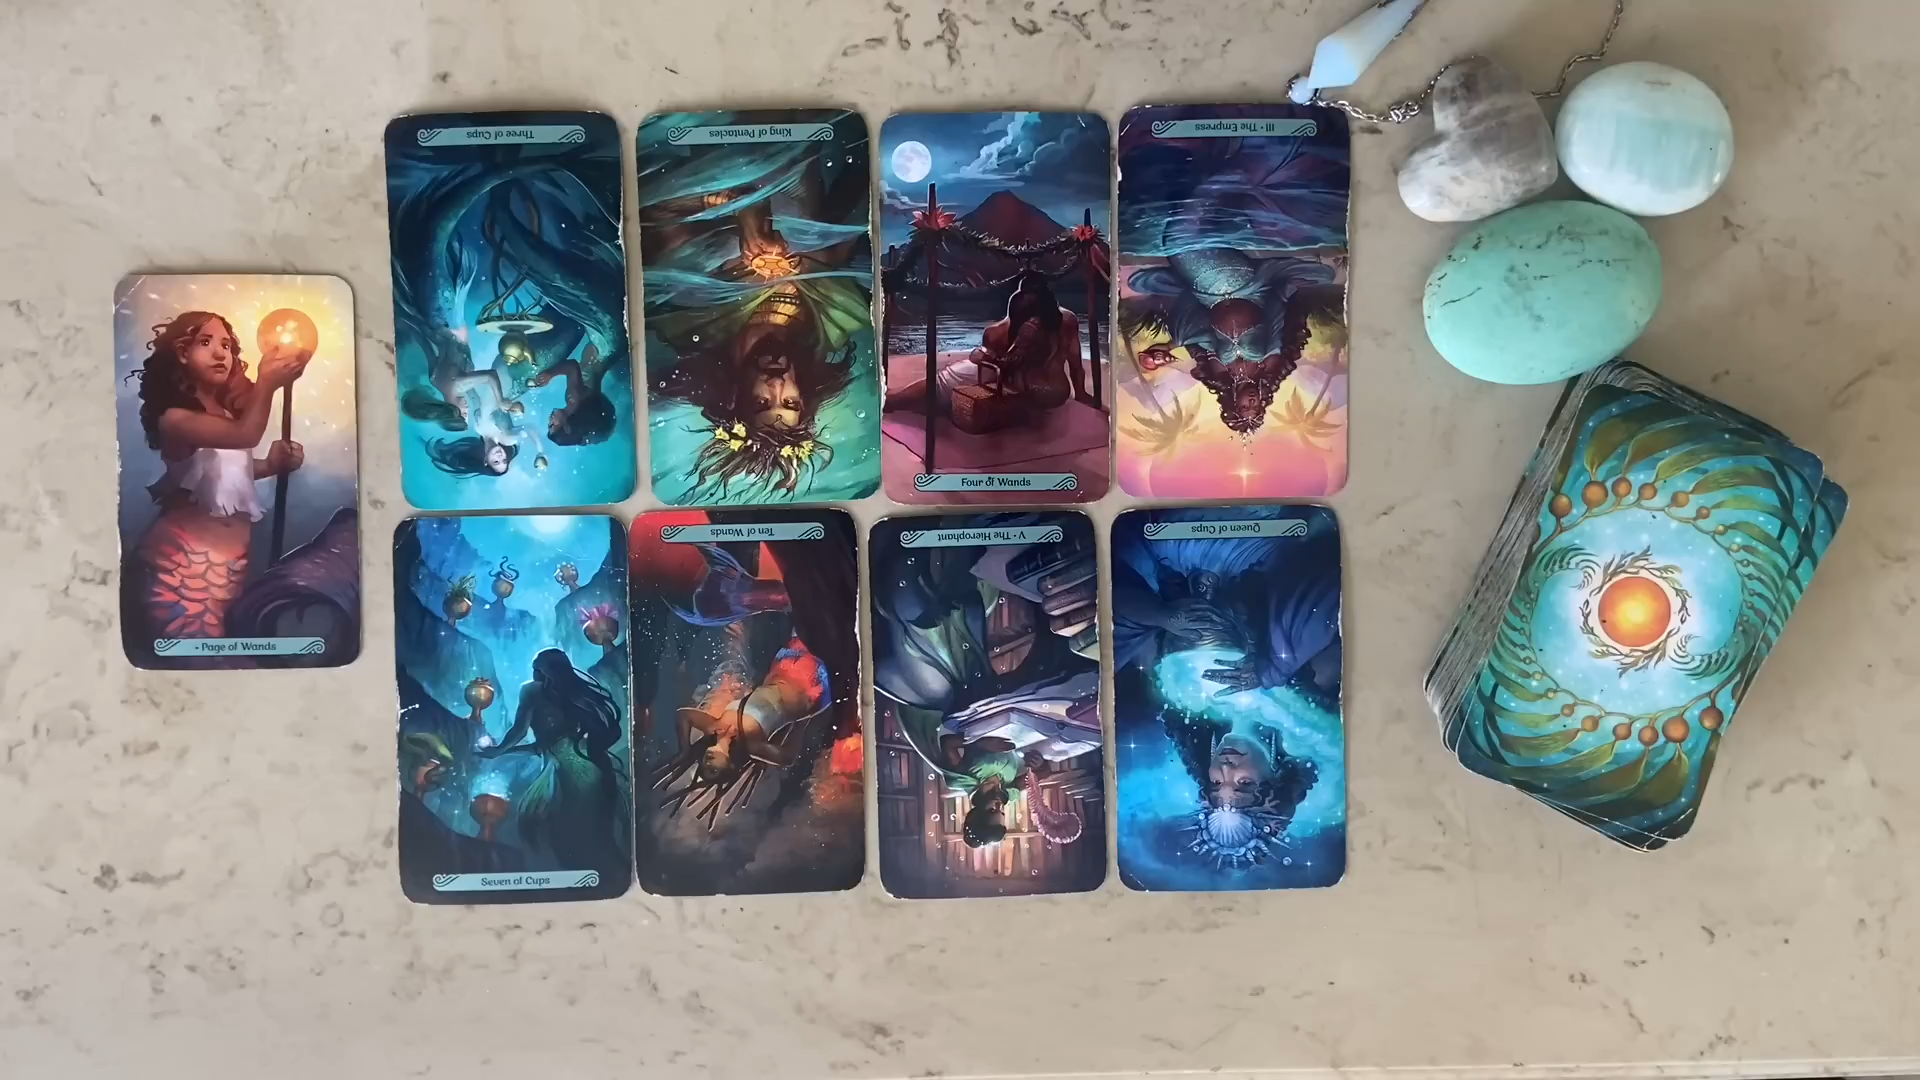 Three of Cups
King of Pentacles
Four of Wands
III • The Empress
Page of Wands
Seven of Cups
Ten of Wands
V • The Hierophant
Queen of Cups